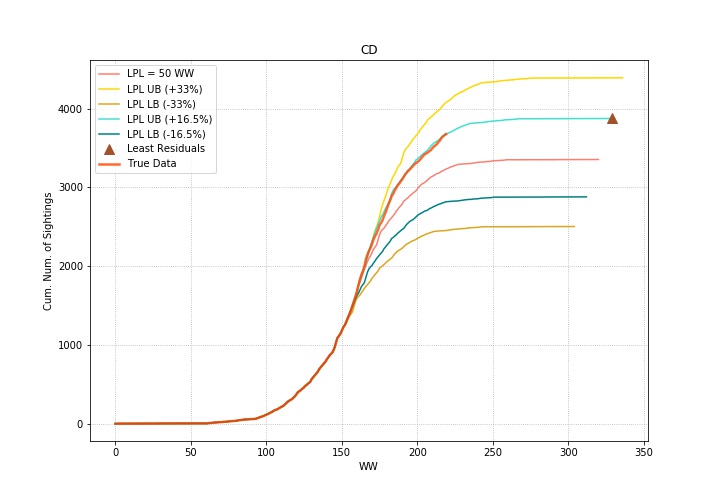 CD
LPL = 50 WW
LPL UB (+33%)
LPL LB (-33%)
LPL UB (+16.5%)
LPL LB (-16.5%)
Least Residuals
True Data
Cum. Num. of Sightings
4000
3000
2000
1000
0
0 50 100 150 200 250 300 350
WW